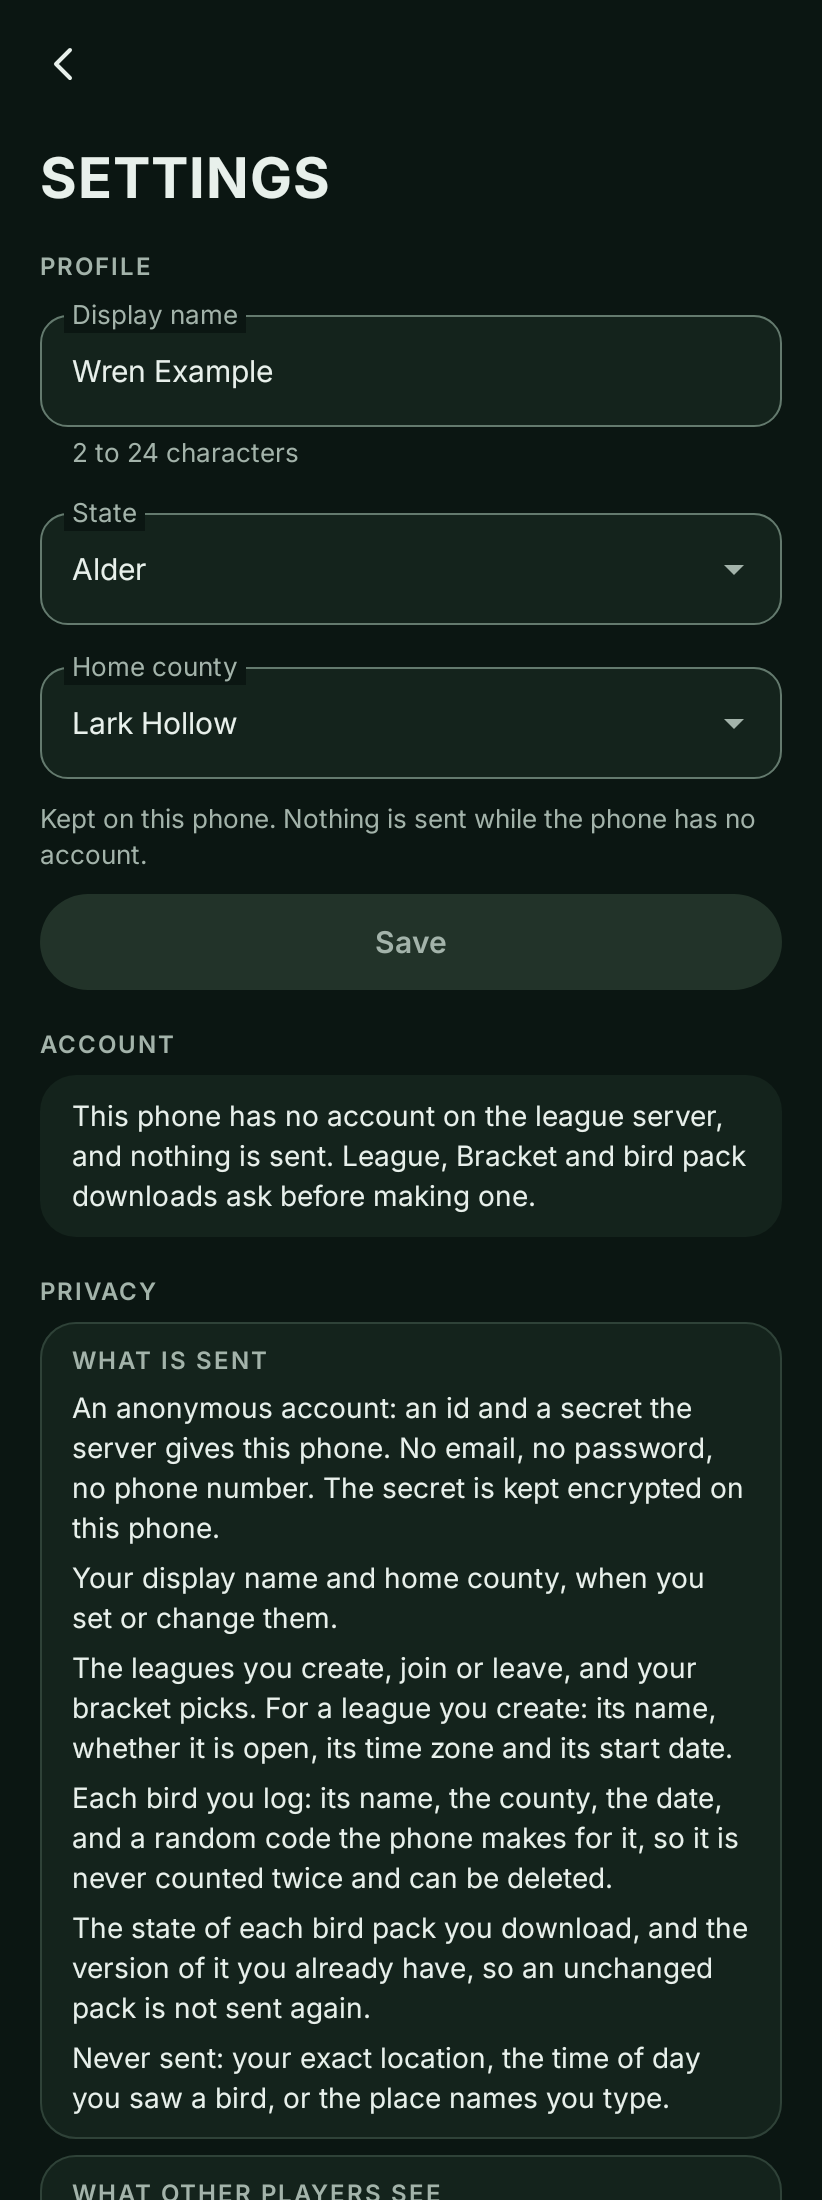 SETTINGS
PROFILE
Display name
Wren Example
2 to 24 characters
State
Alder
Home county
Lark Hollow
Kept on this phone. Nothing is sent while the phone has no
account.
Save
ACCOUNT
This phone has no account on the league server,
and nothing is sent. League, Bracket and bird pack
downloads ask before making one.
PRIVACY
WHAT IS SENT
An anonymous account: an id and a secret the
server gives this phone. No email, no password,
no phone number. The secret is kept encrypted on
this phone.
Your display name and home county, when you
set or change them.
The leagues you create, join or leave, and your
bracket picks. For a league you create: its name,
whether it is open, its time zone and its start date.
Each bird you log: its name, the county, the date,
and a random code the phone makes for it, so it is
never counted twice and can be deleted.
The state of each bird pack you download, and the
version of it you already have, so an unchanged
pack is not sent again.
Never sent: your exact location, the time of day
you saw a bird, or the place names you type.
WHAT OTHER PLAYERS SEE